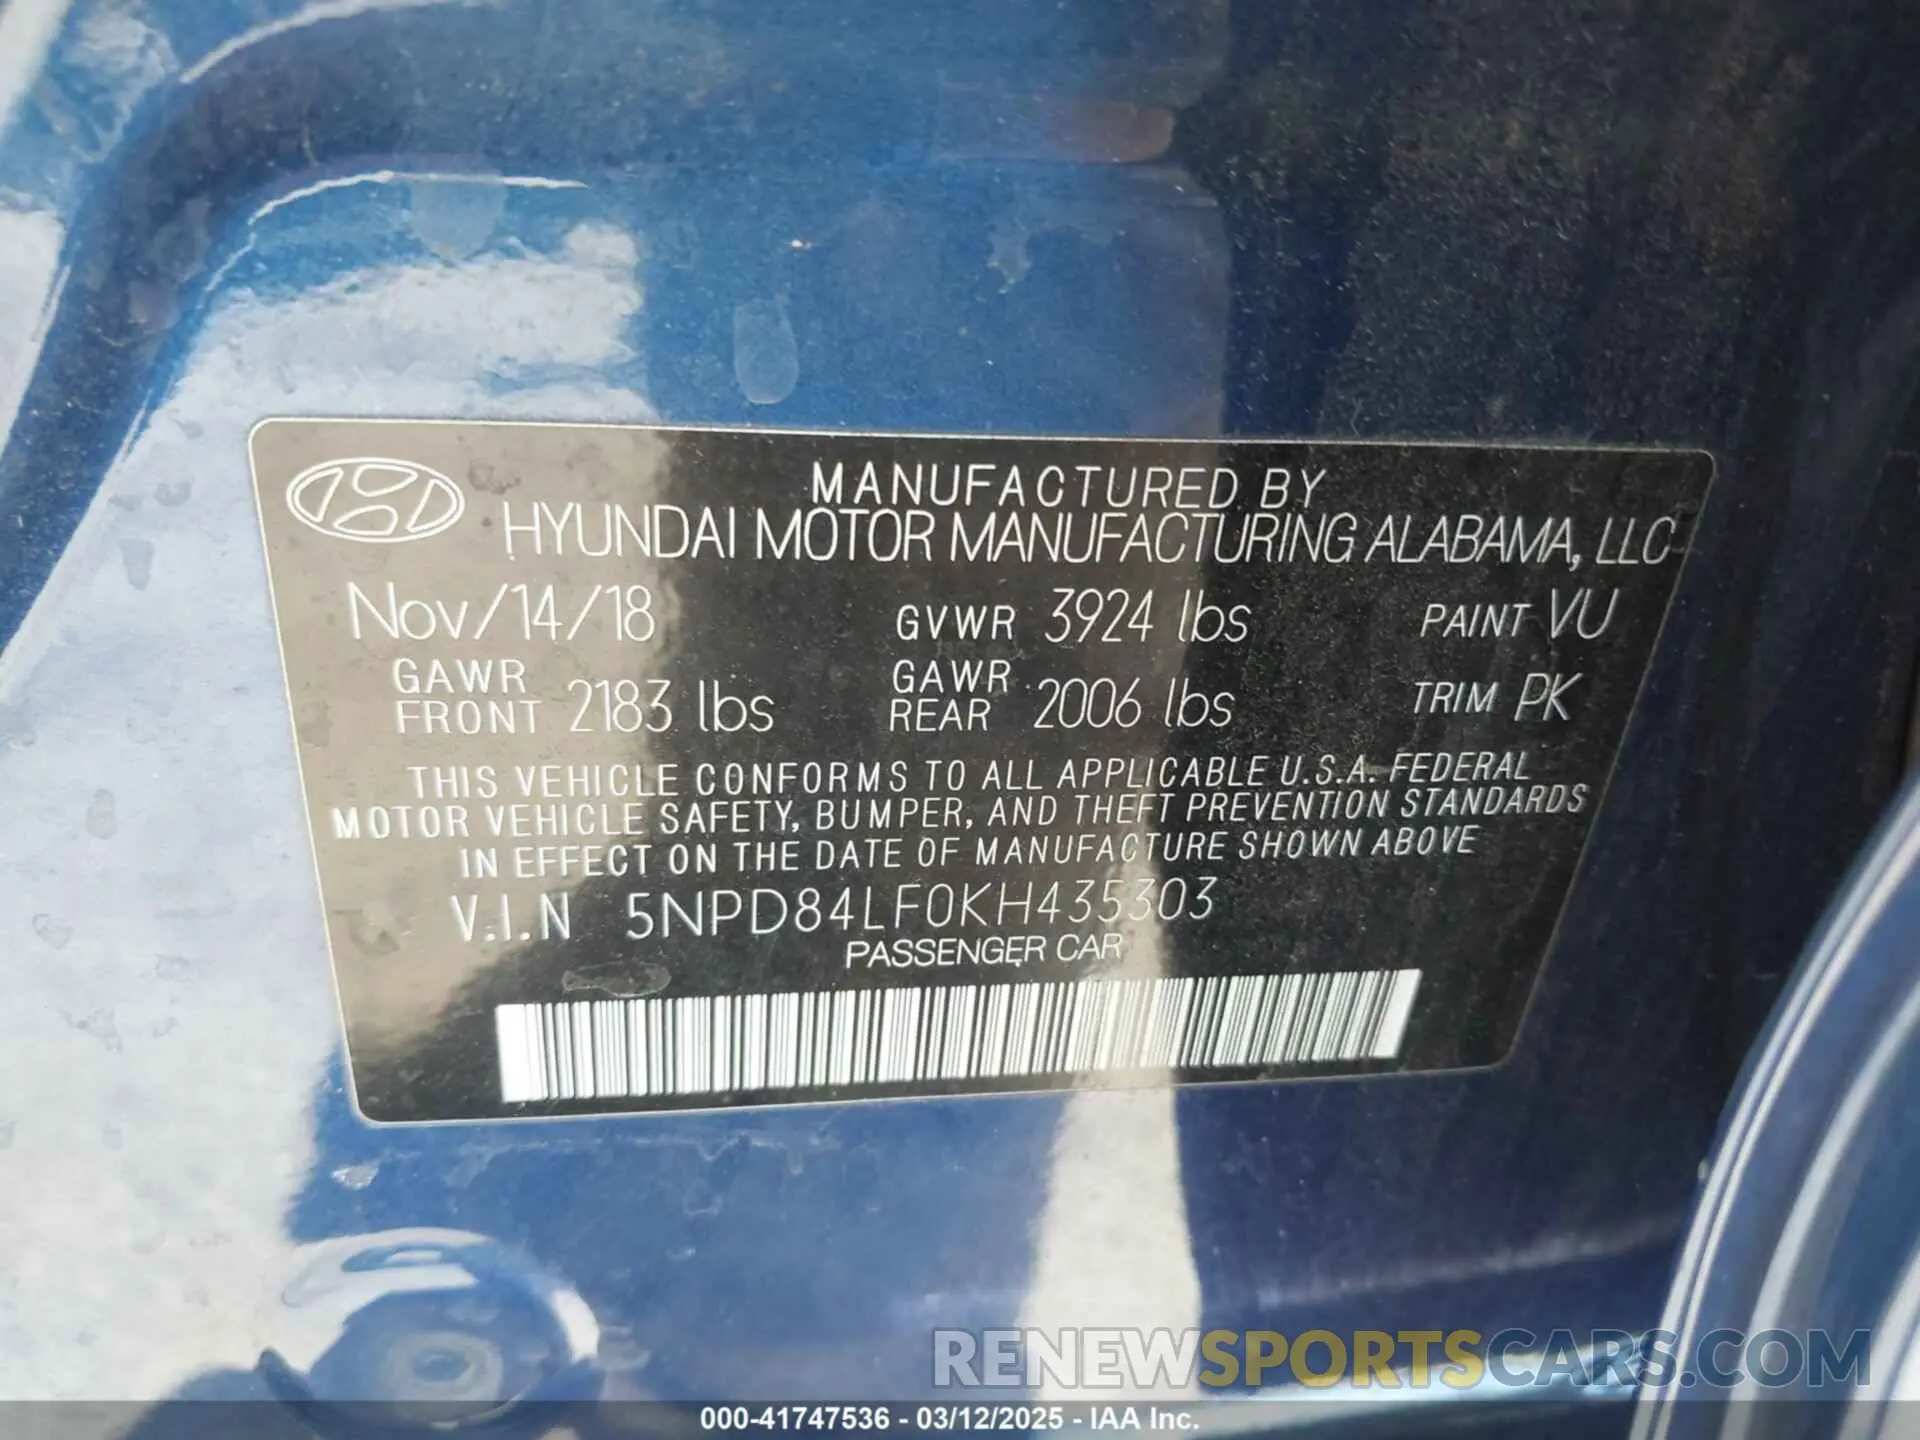 MANUFACTURED BY
HYUNDAI MOTOR MANUFACTURING ALABAMA, LLC
Nov/14/18 GVWR 3924 lbs PAINT VU
GAWR FRONT 2183 lbs GAWR REAR 2006 lbs TRIM PK
THIS VEHICLE CONFORMS TO ALL APPLICABLE U.S.A. FEDERAL
MOTOR VEHICLE SAFETY, BUMPER, AND THEFT PREVENTION STANDARDS
IN EFFECT ON THE DATE OF MANUFACTURE SHOWN ABOVE
V.I.N 5NPD84LF0KH435303
PASSENGER CAR
RENEWSPORTSCARS.COM
000-41747536 - 03/12/2025 - IAA Inc.